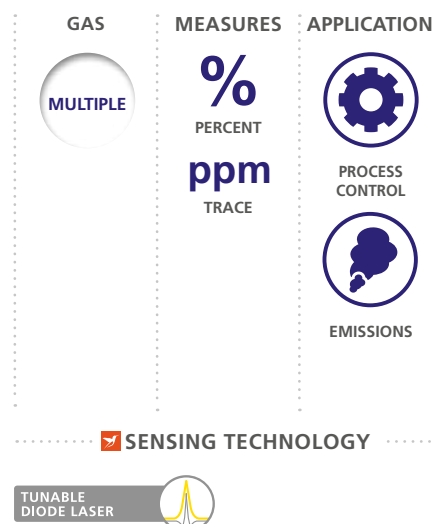 GAS
MULTIPLE
MEASURES
%
PERCENT
ppm
TRACE
APPLICATION
PROCESS
CONTROL
EMISSIONS
SENSING TECHNOLOGY
TUNABLE
DIODE LASER